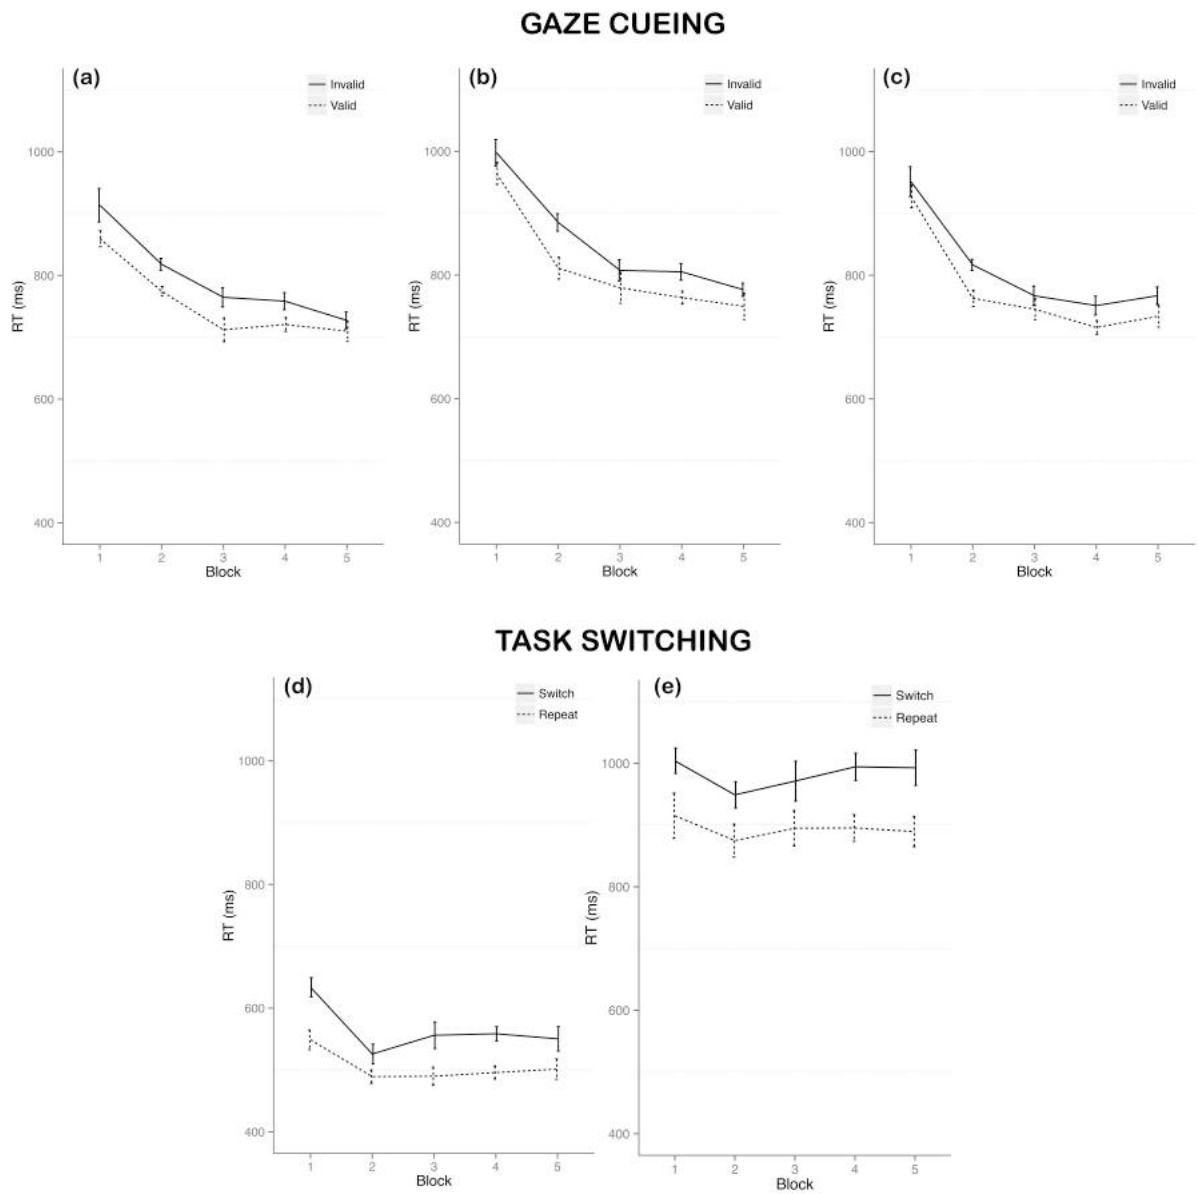 GAZE CUEING
(a)
Invalid
Valid
1000
800
600
400
RT (ms)
1 2 3 4 5
Block
(b)
Invalid
Valid
1000
800
600
400
RT (ms)
1 2 3 4 5
Block
(c)
Invalid
Valid
1000
800
600
400
RT (ms)
1 2 3 4 5
Block
TASK SWITCHING
(d)
Switch
Repeat
1000
800
600
400
RT (ms)
1 2 3 4 5
Block
(e)
Switch
Repeat
1000
800
600
400
RT (ms)
1 2 3 4 5
Block